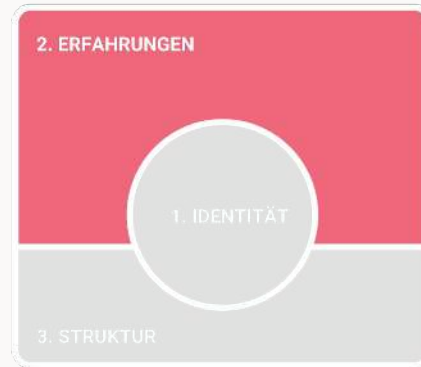 2. ERFAHRUNGEN
1. IDENTITÄT
3. STRUKTUR